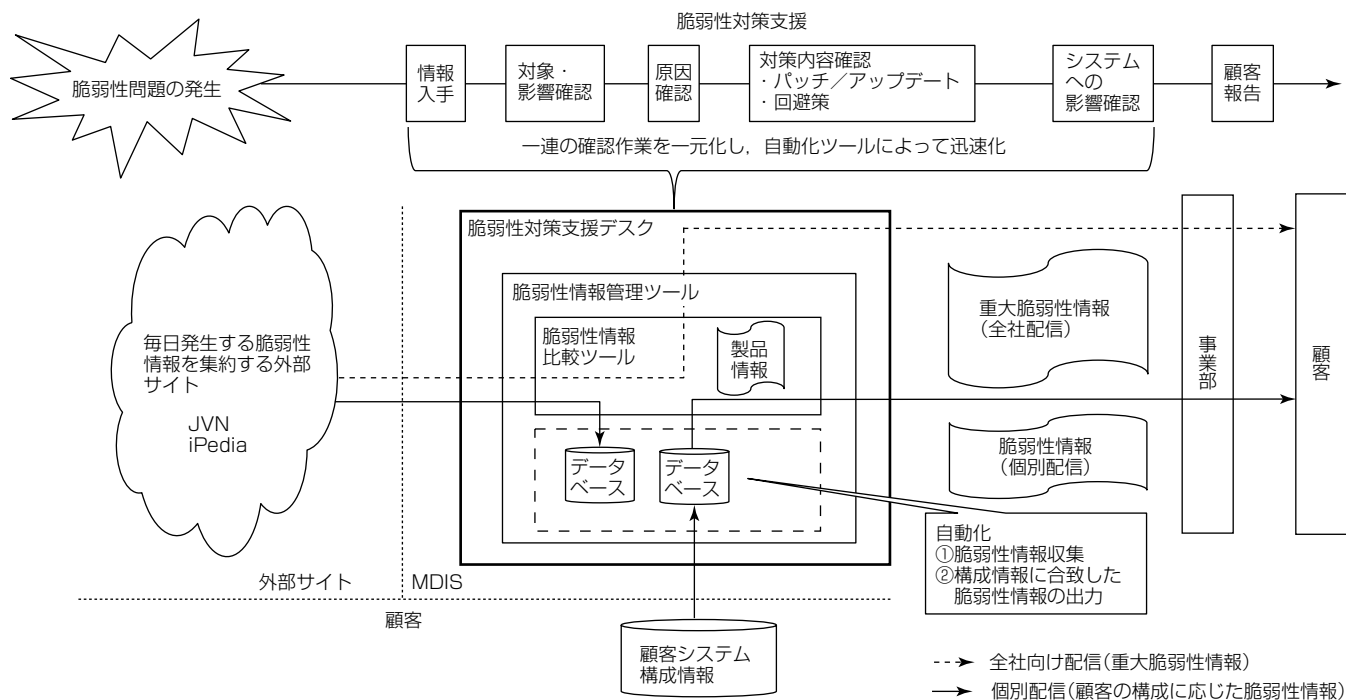 脆弱性対策支援
脆弱性問題の発生
情報
入手
対象・
影響確認
原因
確認
対策内容確認
・パッチ／アップデート
・回避策
システム
への
影響確認
顧客
報告
一連の確認作業を一元化し，自動化ツールによって迅速化
脆弱性対策支援デスク
脆弱性情報管理ツール
脆弱性情報
比較ツール
製品
情報
毎日発生する脆弱性
情報を集約する外部
サイト
JVN
iPedia
データ
ベース
データ
ベース
重大脆弱性情報
(全社配信)
脆弱性情報
(個別配信)
事業部
顧客
自動化
①脆弱性情報収集
②構成情報に合致した
脆弱性情報の出力
外部サイト
MDIS
顧客
顧客システム
構成情報
全社向け配信(重大脆弱性情報)
個別配信(顧客の構成に応じた脆弱性情報)